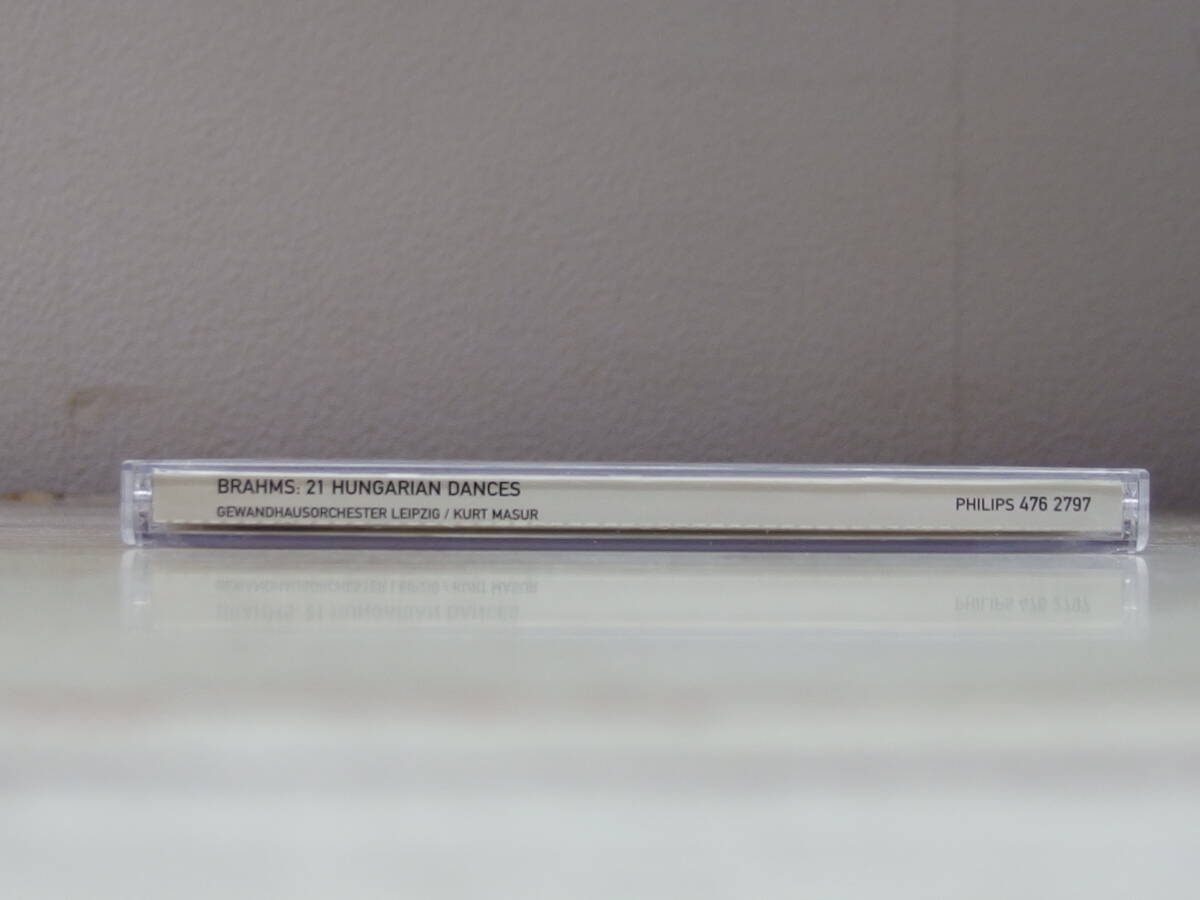 BRAHMS: 21 HUNGARIAN DANCES
GEWANDHAUSORCHESTER LEIPZIG / KURT MASUR
PHILIPS 476 2797